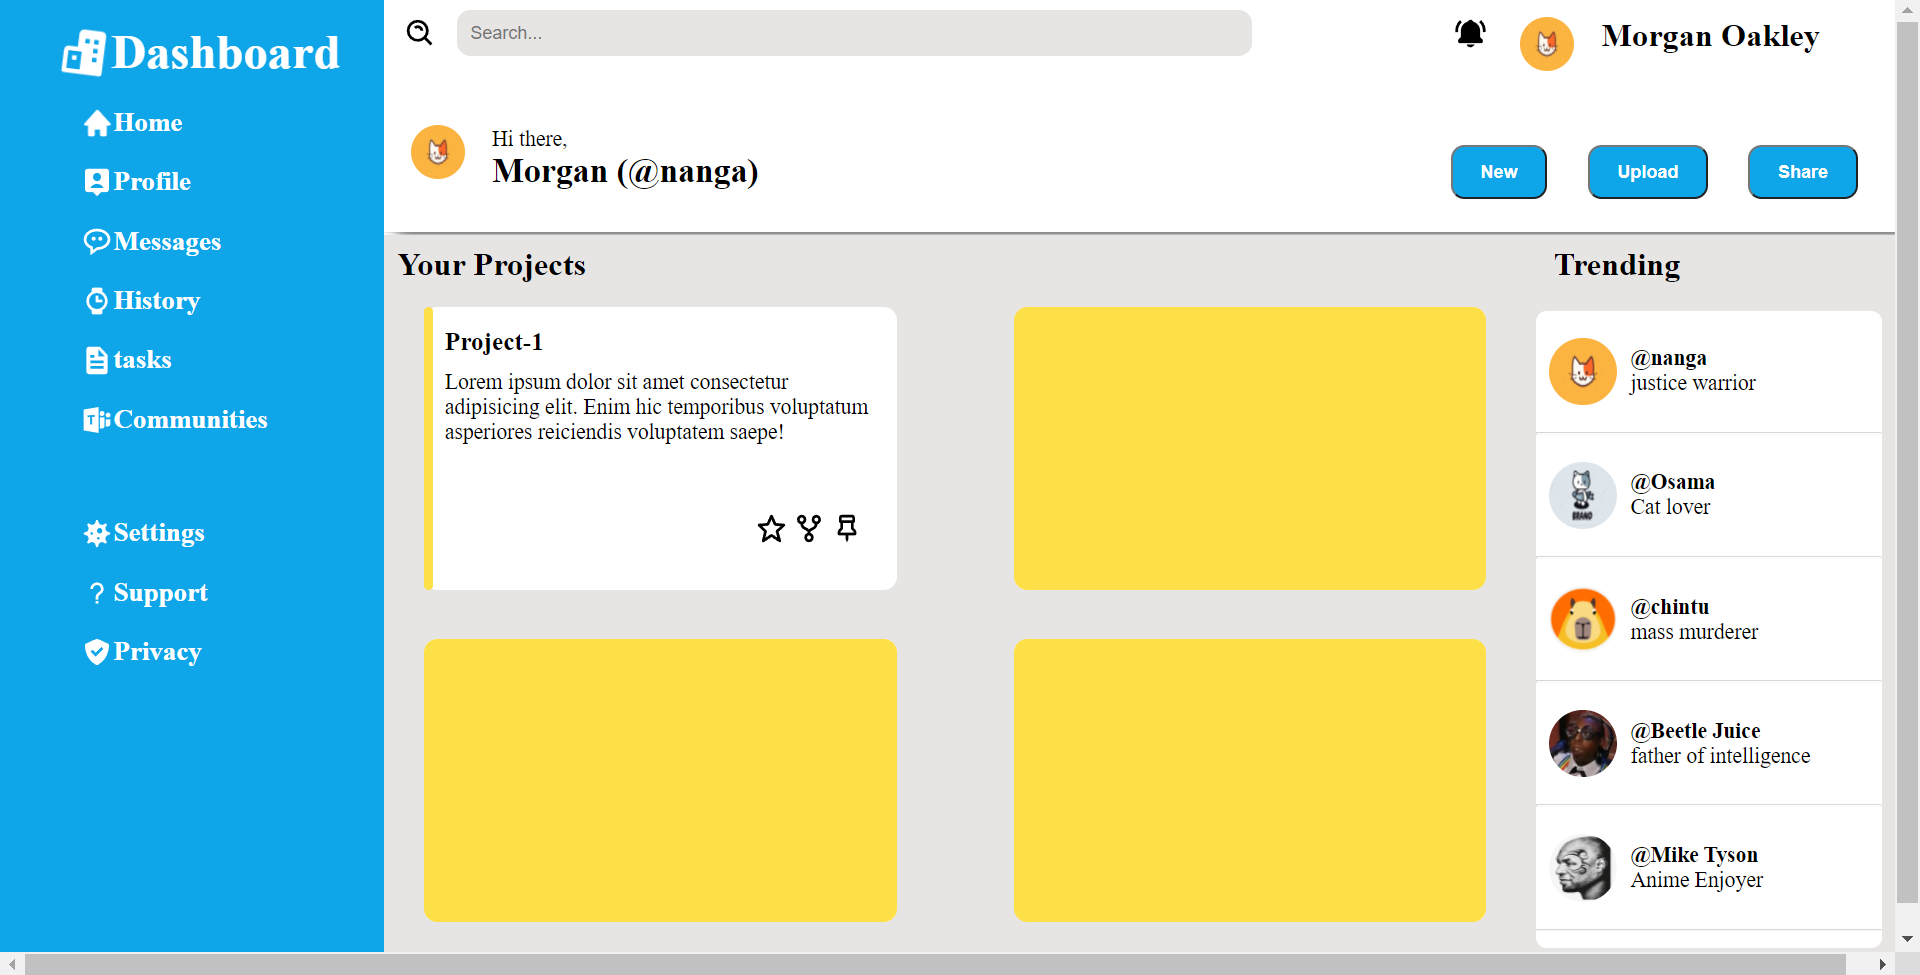 Dashboard
Home
Profile
Messages
History
tasks
Communities
Settings
Support
Privacy
Search...
Morgan Oakley
Hi there,
Morgan (@nanga)
New
Upload
Share
Your Projects
Project-1
Lorem ipsum dolor sit amet consectetur
adipisicing elit. Enim hic temporibus voluptatum
asperiores reiciendis voluptatem saepe!
Trending
@nanga
justice warrior
@Osama
Cat lover
BRAND
@chintu
mass murderer
@Beetle Juice
father of intelligence
@Mike Tyson
Anime Enjoyer